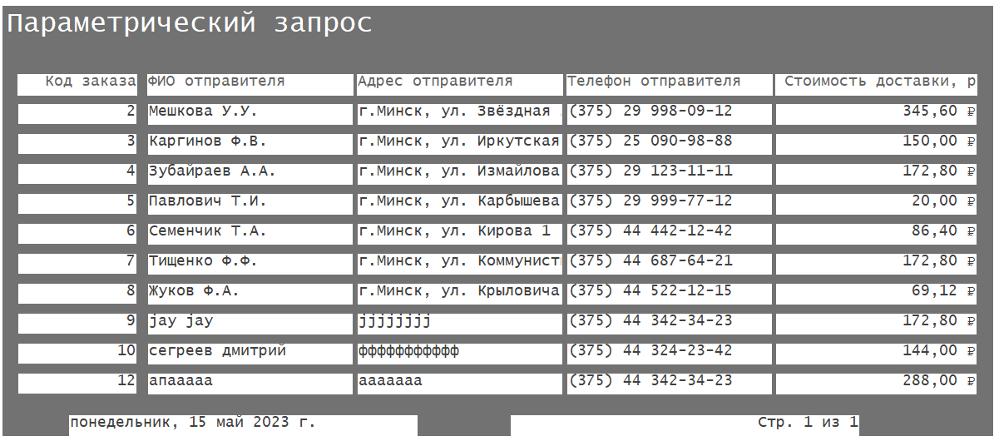 Параметрический запрос
Код заказа ФИО отправителя Адрес отправителя Телефон отправителя Стоимость доставки, р
2 Мешкова У.У. г.Минск, ул. Звёздная (375) 29 998-09-12 345,60 ₽
3 Каргинов Ф.В. г.Минск, ул. Иркутская (375) 25 090-98-88 150,00 ₽
4 Зубайраев А.А. г.Минск, ул. Измайлова (375) 29 123-11-11 172,80 ₽
5 Павлович Т.И. г.Минск, ул. Карбышева (375) 29 999-77-12 20,00 ₽
6 Семенчик Т.А. г.Минск, ул. Кирова 1 (375) 44 442-12-42 86,40 ₽
7 Тищенко Ф.Ф. г.Минск, ул. (375) 44 687-64-21 172,80 ₽
8 Жуков Ф.А. г.Минск, ул. Крыловича (375) 44 522-12-15 69,12 ₽
9 jay jay jjjjjjjj (375) 44 342-34-23 172,80 ₽
10 сегреев дмитрий ффффффффффф (375) 44 324-23-42 144,00 ₽
12 апааааа ааааааа (375) 44 342-34-23 288,00 ₽
понедельник, 15 май 2023 г. Стр. 1 из 1